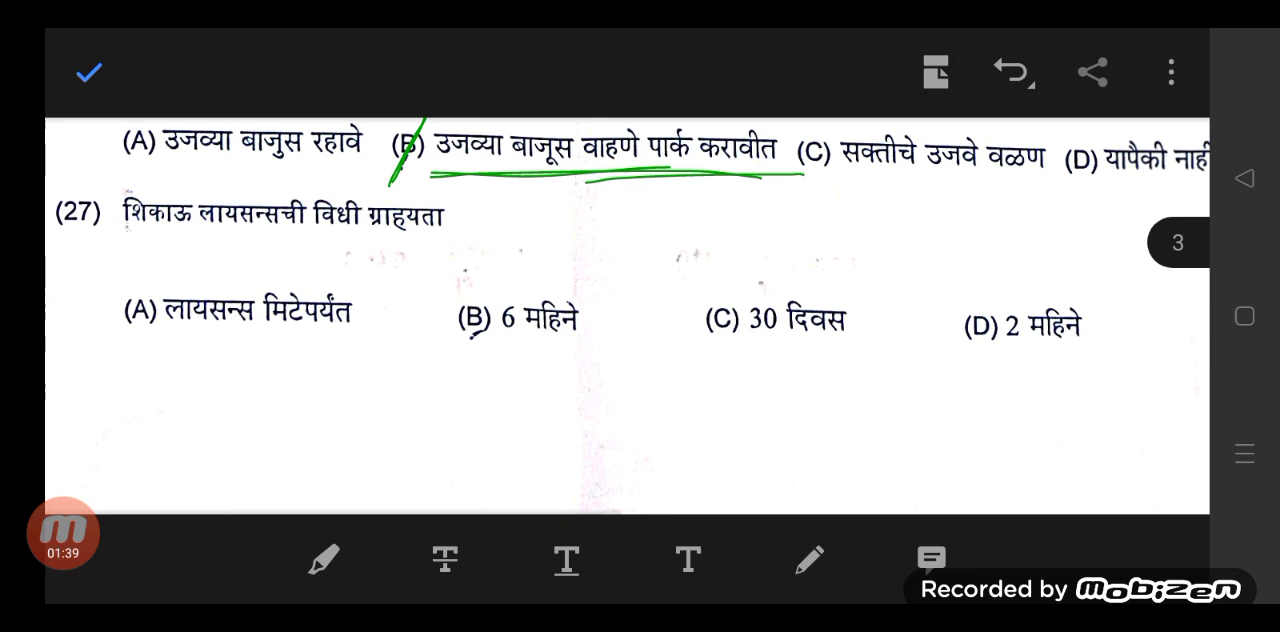 (A) उजव्या बाजुस रहावे (B) उजव्या बाजूस वाहणे पार्क करावीत (C) सक्तीचे उजवे वळण (D) यापैकी नाही
(27) शिकाऊ लायसन्सची विधी ग्राहयता
3
(A) लायसन्स मिटेपर्यंत (B) 6 महिने (C) 30 दिवस (D) 2 महिने
01:39
Recorded by Mobizen